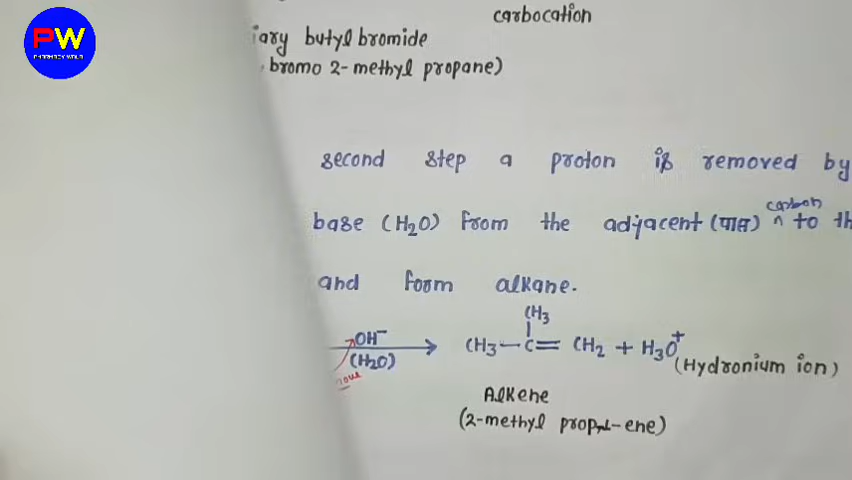 PW
PHARMACY WALA
carbocation
iary butyl bromide
bromo 2-methyl propane)
second step a proton is removed by
carbon
base (H₂O) from the adjacent (पास) ^ to th
and form alkane.
CH₃
OH⁻
CH₃–C=CH₂ + H₃O⁺
(H₂O)
(Hydronium ion)
Alkene
(2-methyl prop-ene)